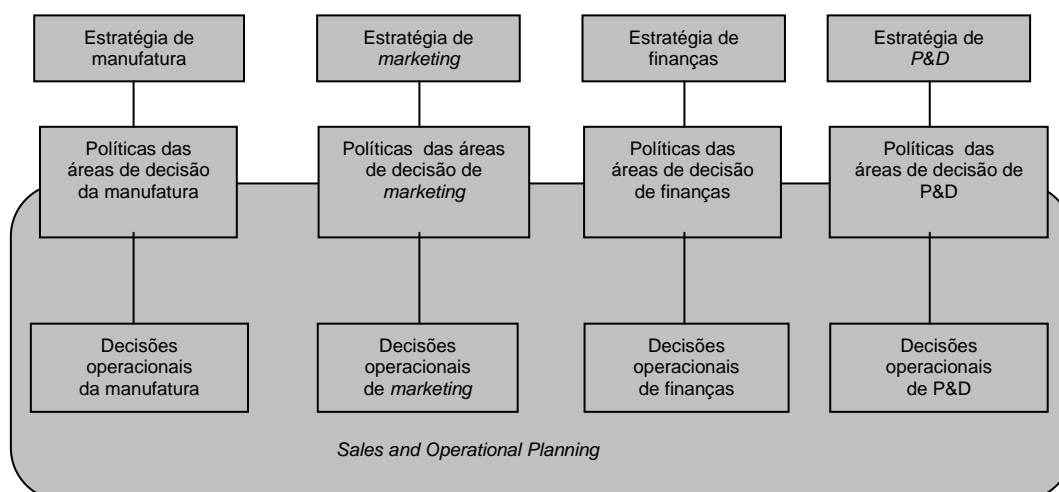 Estratégia de
manufatura
Estratégia de
marketing
Estratégia de
finanças
Estratégia de
P&D
Políticas das
áreas de decisão
da manufatura
Políticas das áreas
de decisão de
marketing
Políticas das
áreas de decisão
de finanças
Políticas das
áreas de decisão de
P&D
Decisões
operacionais
da manufatura
Decisões
operacionais
de marketing
Decisões
operacionais
de finanças
Decisões
operacionais
de P&D
Sales and Operational Planning